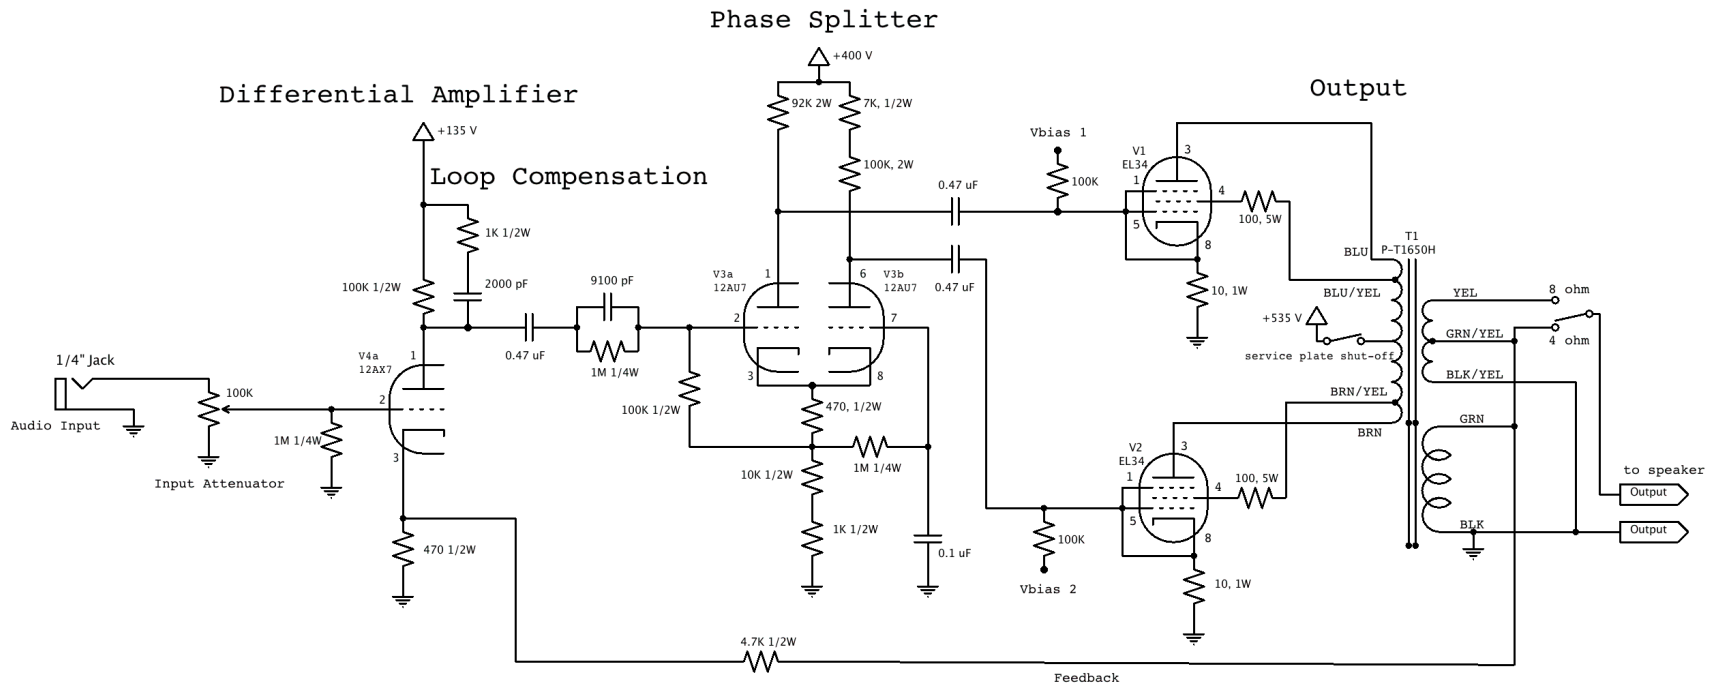 Phase Splitter
+400 V
Differential Amplifier
Output
92K 2W
7K, 1/2W
+135 V
Vbias 1
V1
EL34
3
Loop Compensation
100K, 2W
1
100K
0.47 uF
4
100, 5W
5
1K 1/2W
8
T1
P-T1650H
BLU
100K 1/2W
2000 pF
9100 pF
V3a
12AU7
1
6
V3b
12AU7
0.47 uF
10, 1W
BLU/YEL
YEL
8 ohm
+535 V
2
7
GRN/YEL
4 ohm
service plate shut-off
0.47 uF
1M 1/4W
1/4" Jack
V4a
12AX7
1
3
8
BLK/YEL
100K
2
BRN/YEL
100K 1/2W
470, 1/2W
Audio Input
GRN
BRN
1M 1/4W
3
V2
EL34
3
Input Attenuator
10K 1/2W
1M 1/4W
1
4
100, 5W
to speaker
Output
5
1K 1/2W
BLK
Output
470 1/2W
0.1 uF
100K
8
Vbias 2
10, 1W
4.7K 1/2W
Feedback